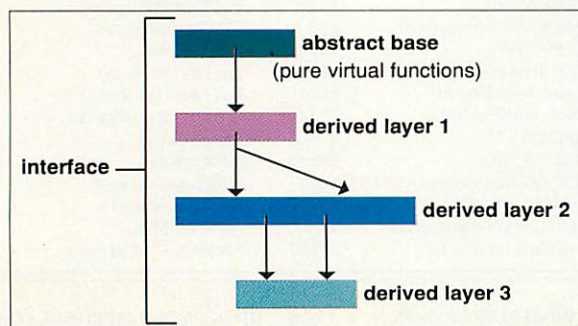 abstract base
(pure virtual functions)
derived layer 1
interface
derived layer 2
derived layer 3